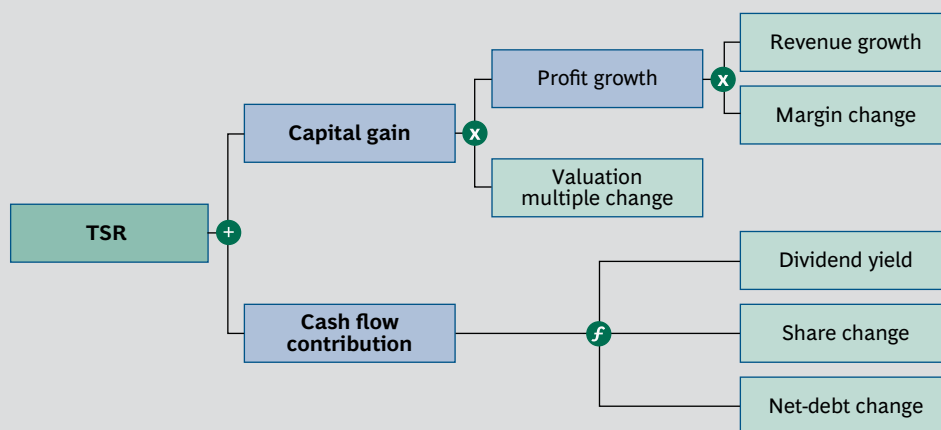 Revenue growth
Profit growth
x
x
Margin change
Capital gain
Valuation
multiple change
TSR
+
Dividend yield
Cash flow
contribution
f
Share change
Net-debt change